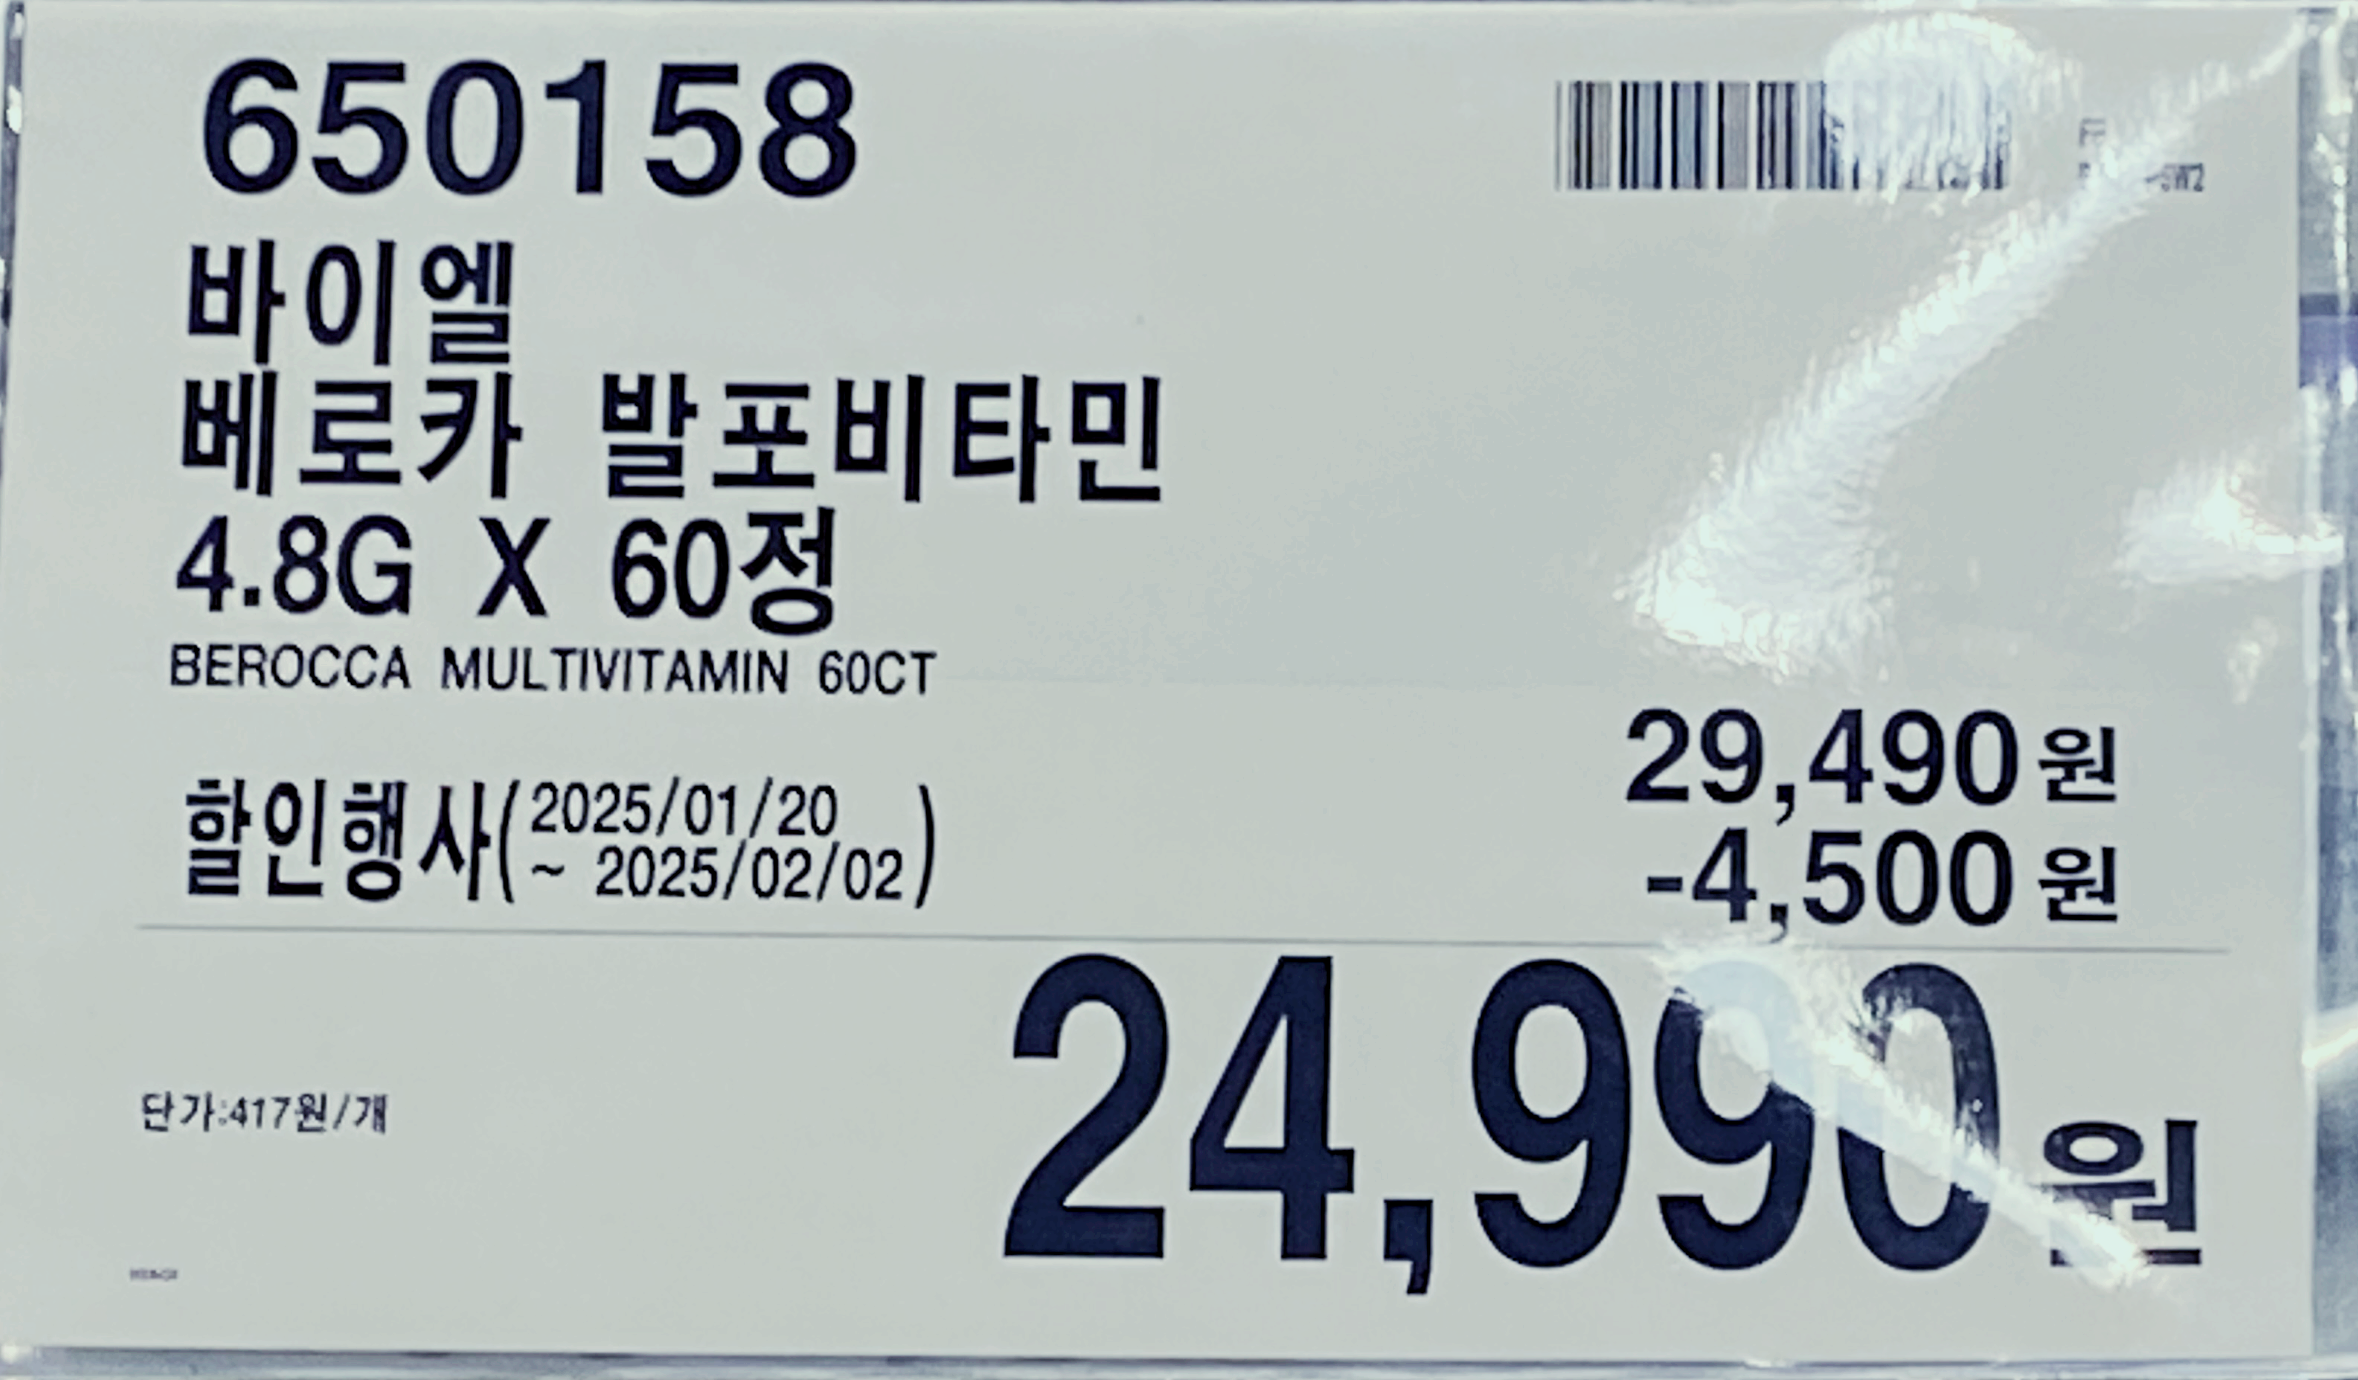 650158
바이엘
베로카 발포비타민
4.8G X 60정
BEROCCA MULTIVITAMIN 60CT
29,490원
할인행사(2025/01/20
~ 2025/02/02)
-4,500원
24,990원
단가:417원/개